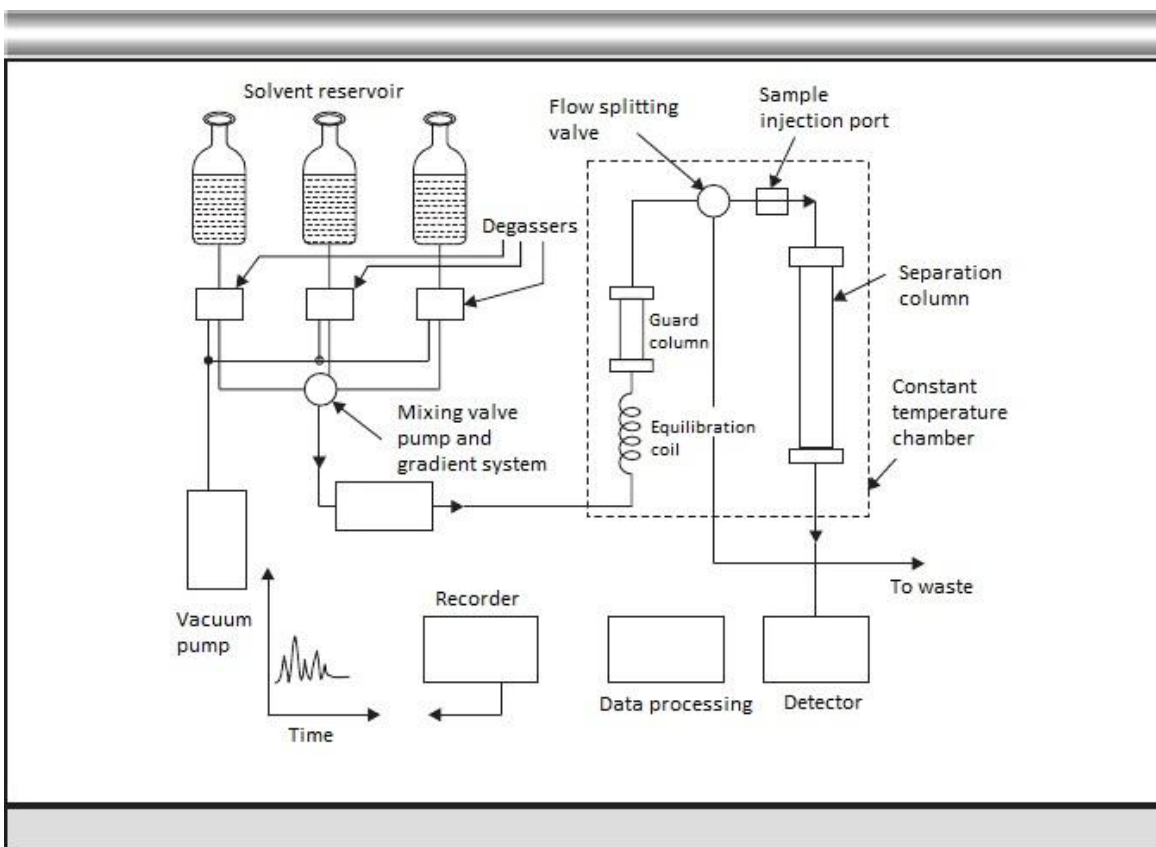 Solvent reservoir
Flow splitting
valve
Sample
injection port
Degassers
Separation
column
Guard
column
Constant
temperature
chamber
Mixing valve
pump and
gradient system
Equilibration
coil
To waste
Vacuum
pump
Recorder
Data processing
Detector
Time